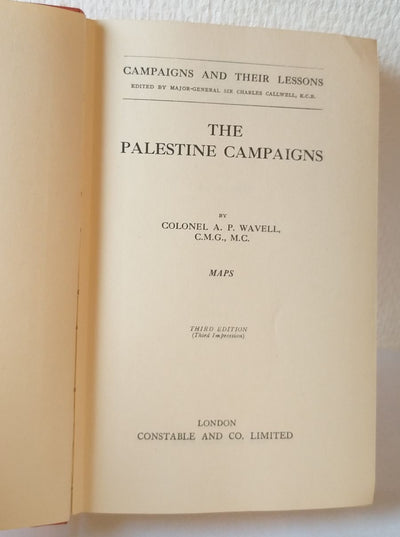 CAMPAIGNS AND THEIR LESSONS
EDITED BY MAJOR-GENERAL SIR CHARLES CALLWELL, K.C.B.
THE
PALESTINE CAMPAIGNS
BY
COLONEL A. P. WAVELL,
C.M.G., M.C.
MAPS
THIRD EDITION
(Third Impression)
LONDON
CONSTABLE AND CO. LIMITED